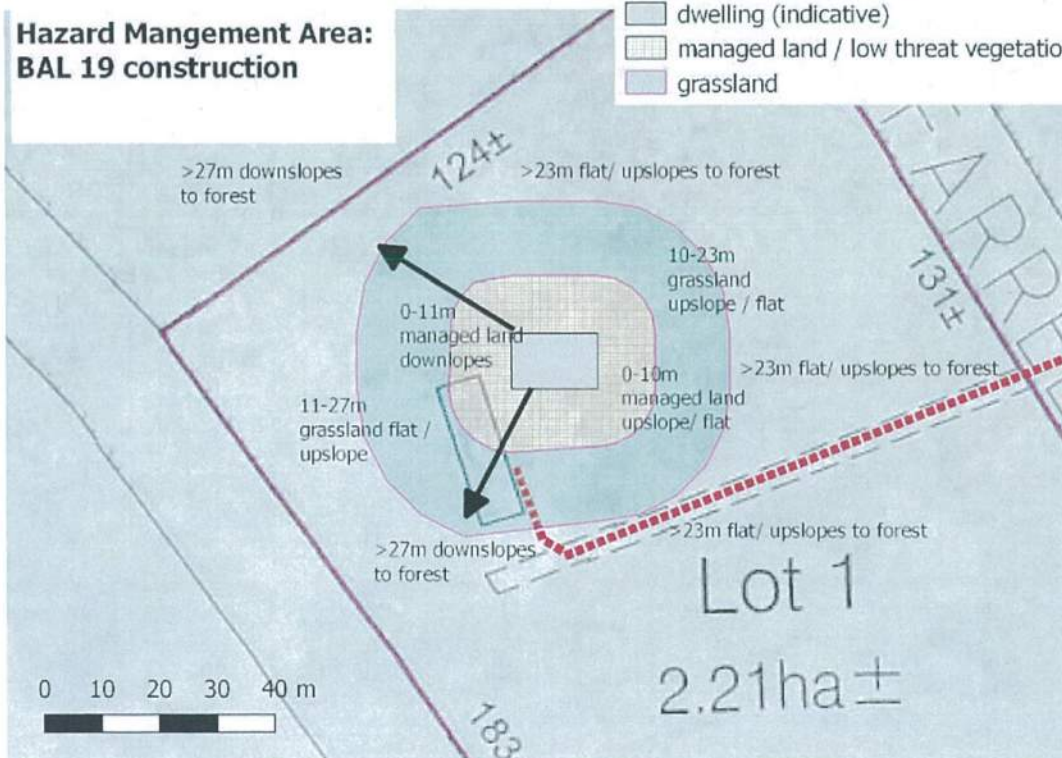 Hazard Mangement Area:
BAL 19 construction
dwelling (indicative)
managed land / low threat vegetatio
grassland
>27m downslopes
to forest
124±
>23m flat/ upslopes to forest
FARRE
10-23m
grassland
upslope / flat
131±
0-11m
managed land
downlopes
>23m flat/ upslopes to forest
0-10m
managed land
upslope/ flat
11-27m
grassland flat /
upslope
>27m downslopes
to forest
>23m flat/ upslopes to forest
Lot 1
2.21ha±
183
0 10 20 30 40 m